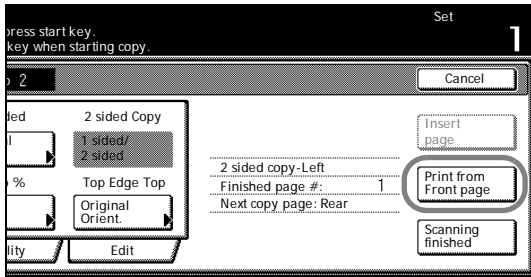 Set
press start key.
key when starting copy.
1
2
Cancel
2 sided Copy
1 sided/
2 sided
Insert
page
2 sided copy-Left
Finished page #: 1
Next copy page: Rear
Print from
Front page
%
Top Edge Top
Original
Orient.
Scanning
finished
Edit